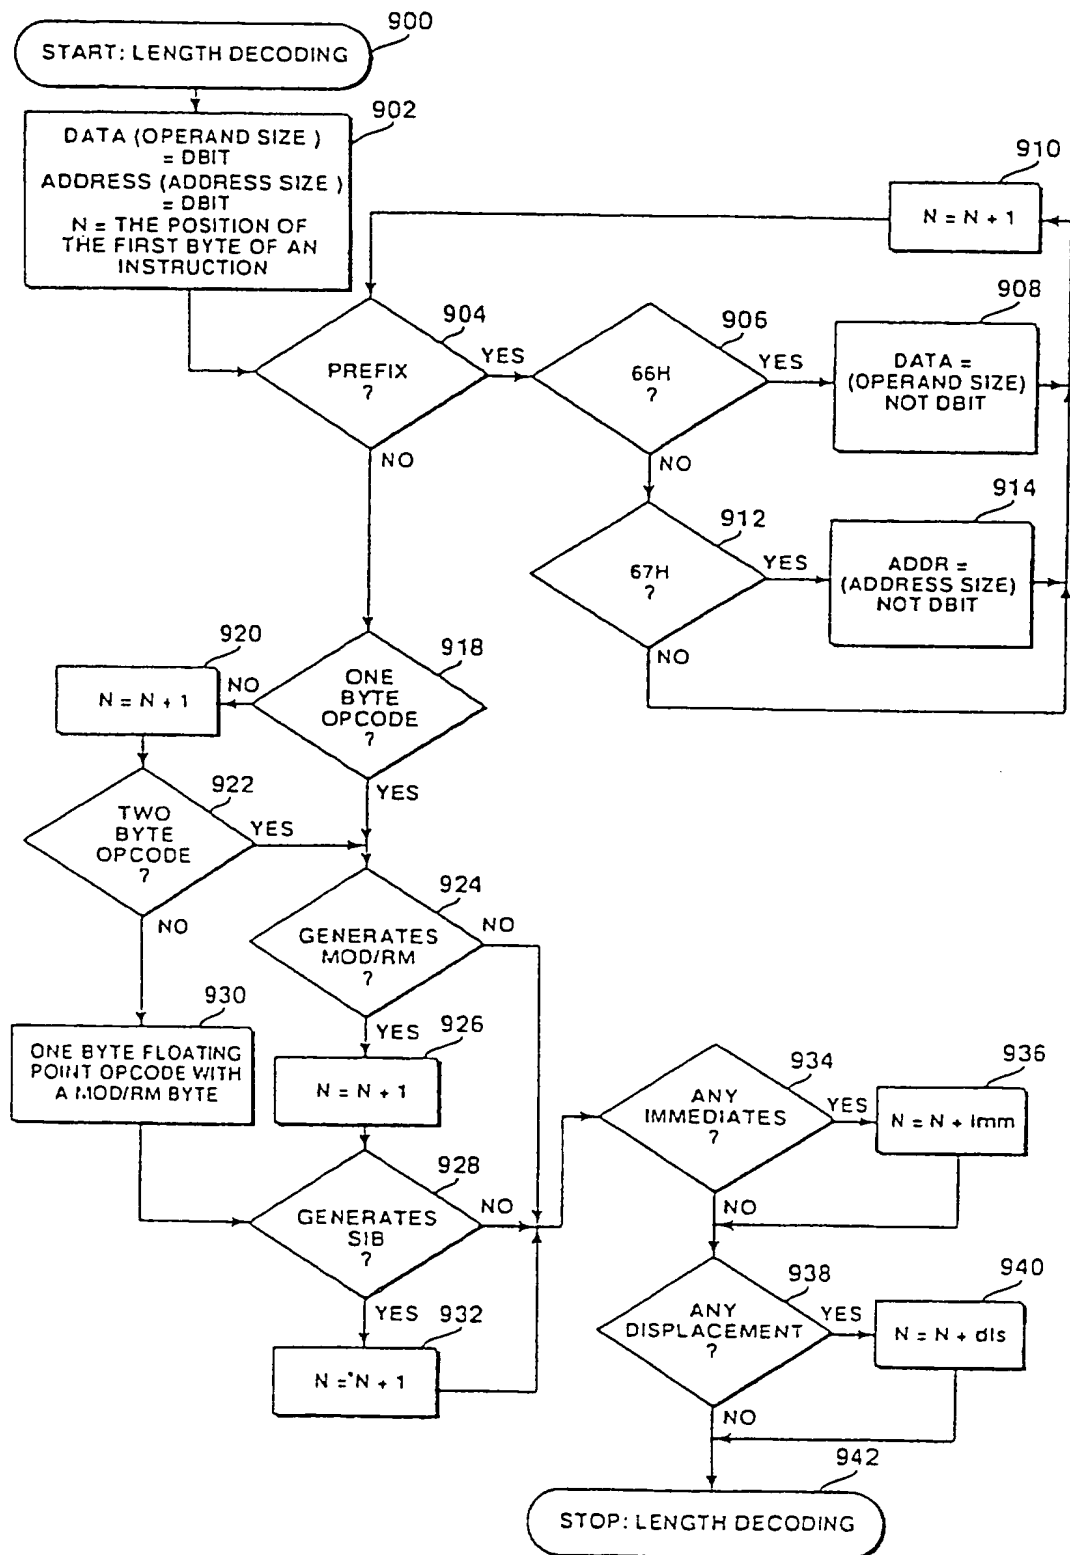 900
START: LENGTH DECODING
902
DATA (OPERAND SIZE )
= DBIT
ADDRESS (ADDRESS SIZE )
= DBIT
N = THE POSITION OF
THE FIRST BYTE OF AN
INSTRUCTION
910
N = N + 1
904
PREFIX
?
YES
NO
906
66H
?
YES
NO
908
DATA =
(OPERAND SIZE)
NOT DBIT
912
67H
?
YES
NO
914
ADDR =
(ADDRESS SIZE)
NOT DBIT
918
ONE
BYTE
OPCODE
?
NO
YES
920
N = N + 1
922
TWO
BYTE
OPCODE
?
YES
NO
924
GENERATES
MOD/RM
?
NO
YES
930
ONE BYTE FLOATING
POINT OPCODE WITH
A MOD/RM BYTE
926
N = N + 1
928
GENERATES
SIB
?
NO
YES
932
N = N + 1
934
ANY
IMMEDIATES
?
YES
NO
936
N = N + imm
938
ANY
DISPLACEMENT
?
YES
NO
940
N = N + dis
942
STOP: LENGTH DECODING